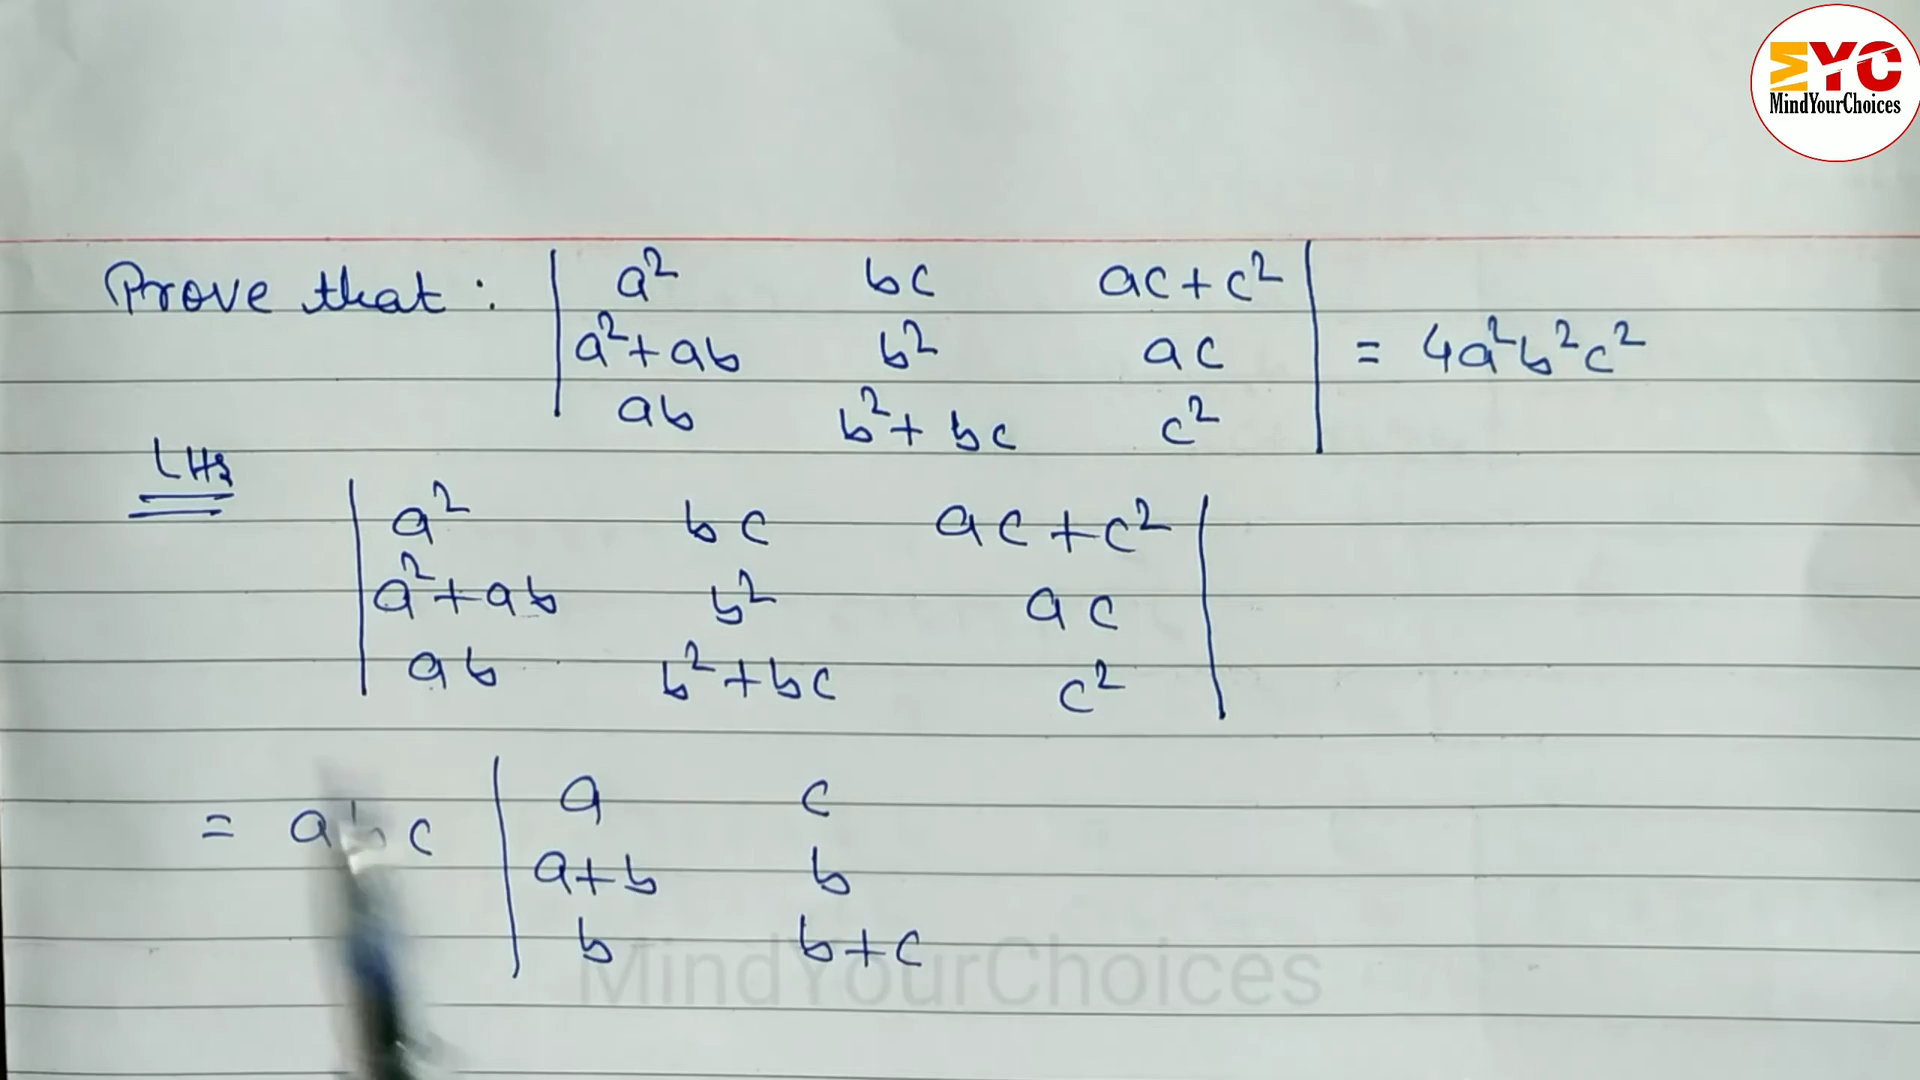 MYC
MindYourChoices
Prove that : | a² bc ac+c² |
| a²+ab b² ac | = 4a²b²c²
| ab b²+bc c² |
LHS
| a² bc ac+c² |
| a²+ab b² ac |
| ab b²+bc c² |
= abc | a c
| a+b b
| b b+c
MindYourChoices